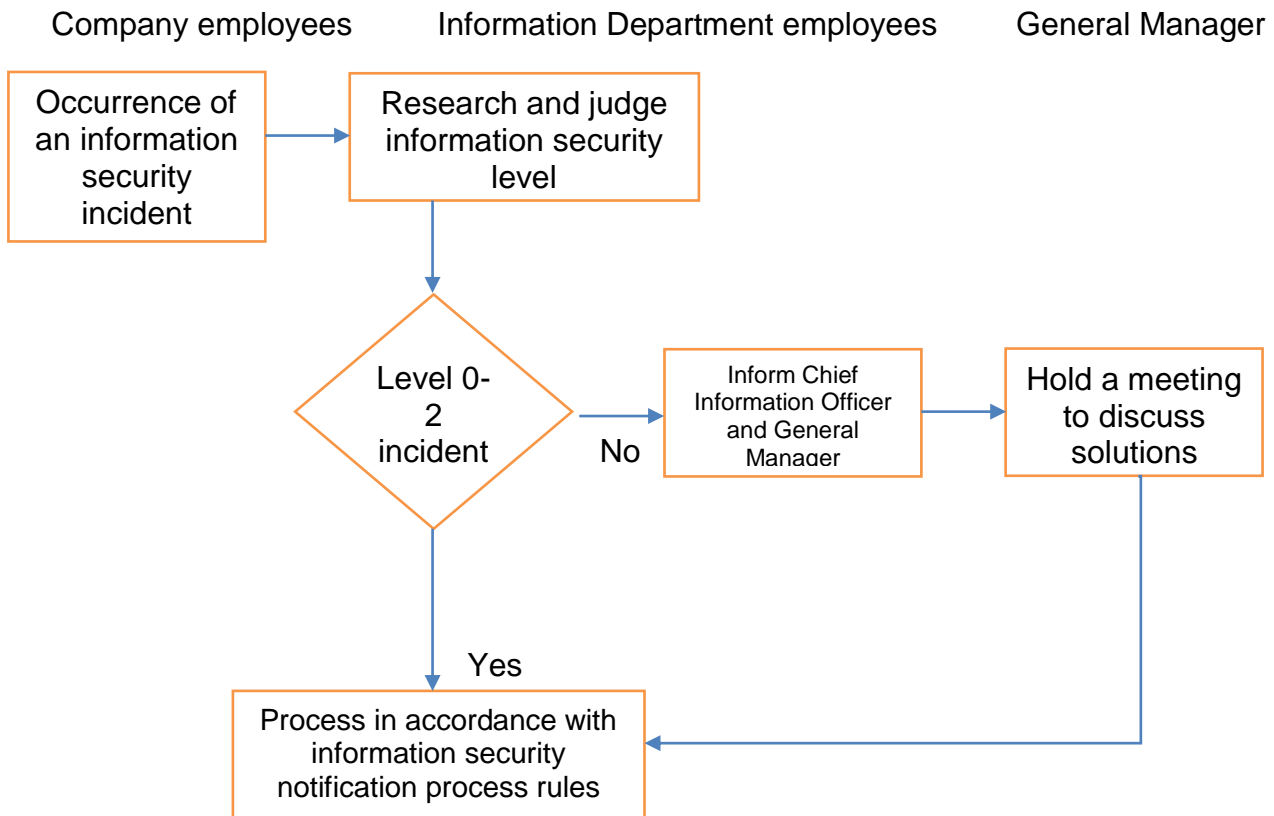 Company employees
Information Department employees
General Manager
Occurrence of
an information
security
incident
Research and judge
information security
level
Level 0-
2
incident
No
Inform Chief
Information Officer
and General
Manager
Hold a meeting
to discuss
solutions
Yes
Process in accordance with
information security
notification process rules